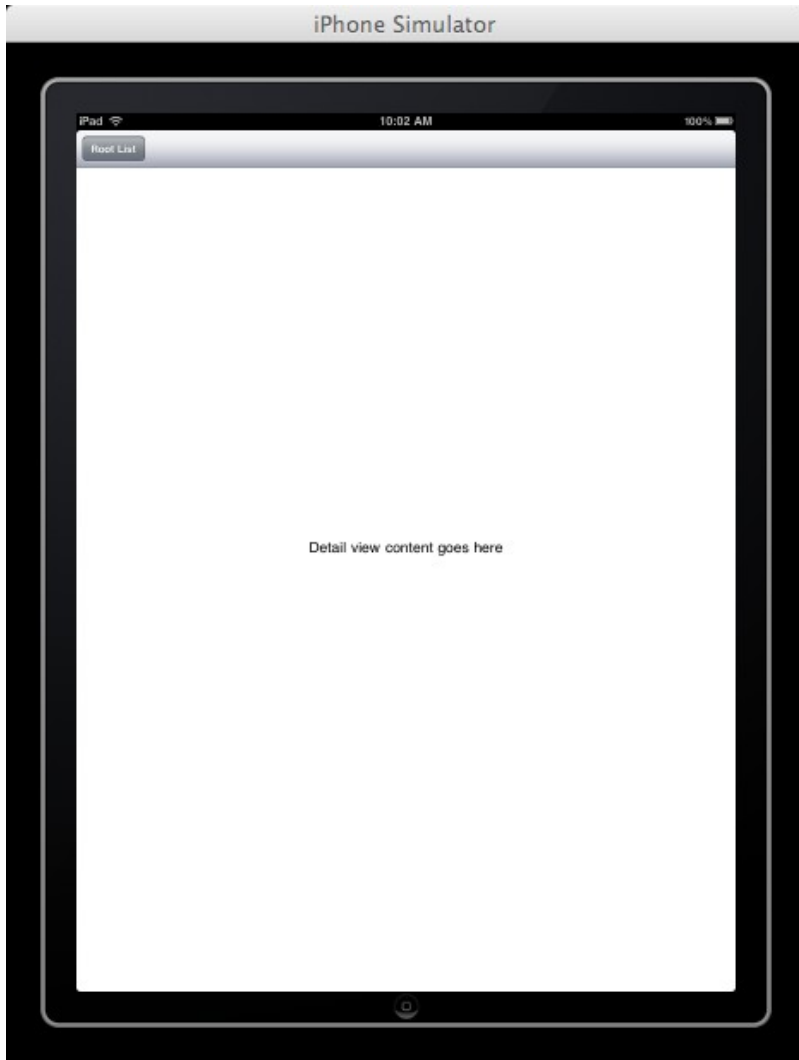 iPhone Simulator
iPad 10:02 AM 100%
Root List
Detail view content goes here